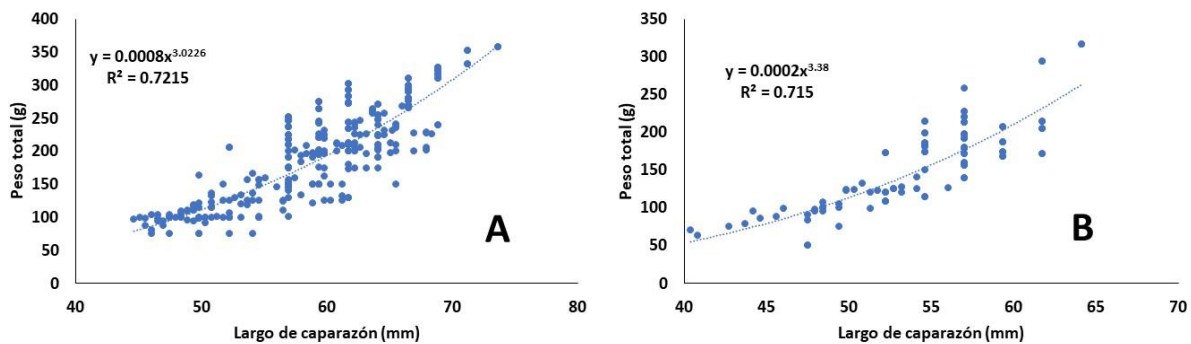 400
350
300
250
200
150
100
50
0
Peso total (g)
y = 0.0008x^3.0226
R² = 0.7215
A
40 50 60 70 80
Largo de caparazón (mm)
350
300
250
200
150
100
50
0
Peso total (g)
y = 0.0002x^3.38
R² = 0.715
B
40 45 50 55 60 65 70
Largo de caparazón (mm)